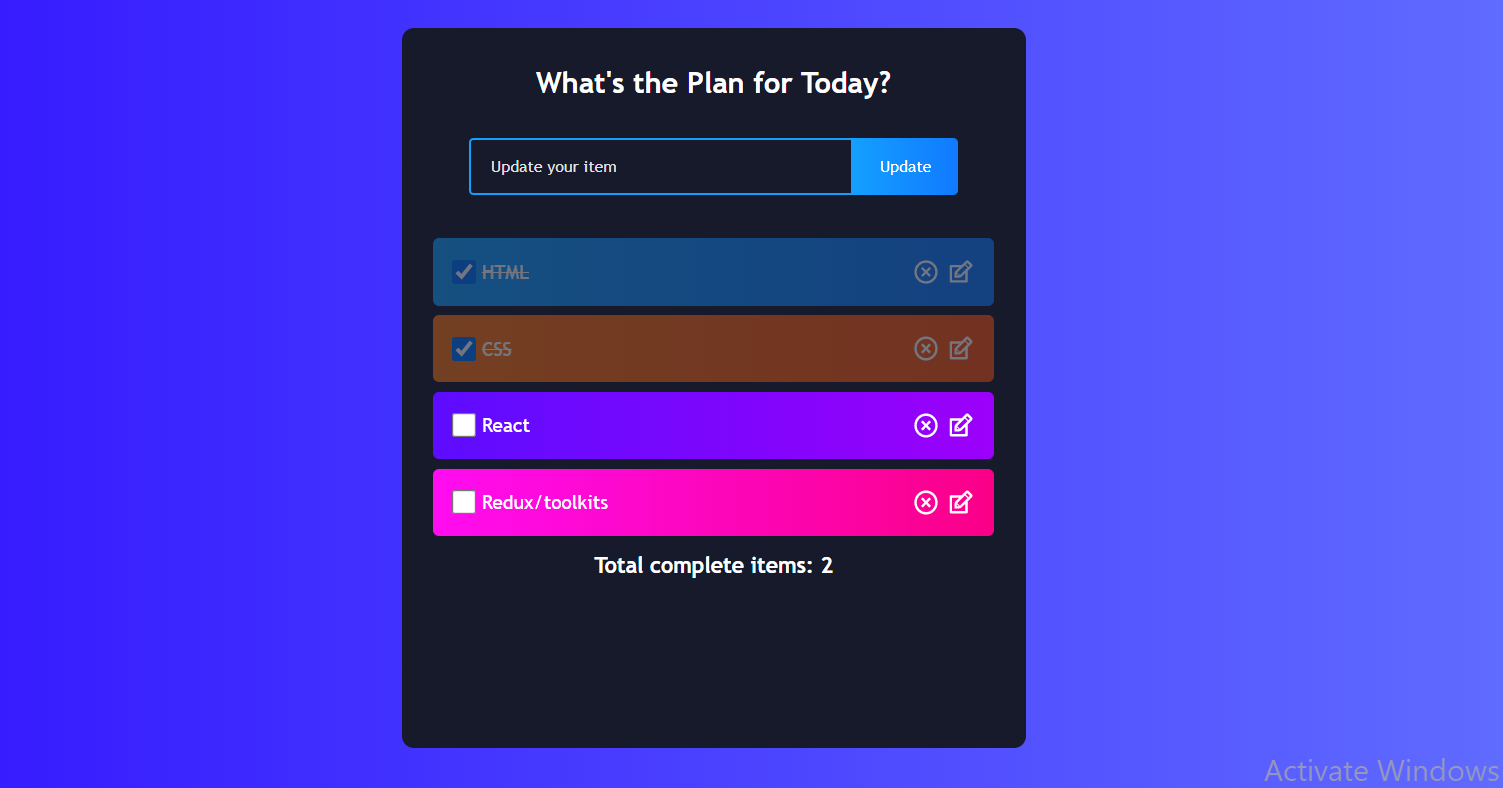 What's the Plan for Today?
Update your item
Update
HTML
CSS
React
Redux/toolkits
Total complete items: 2
Activate Windows